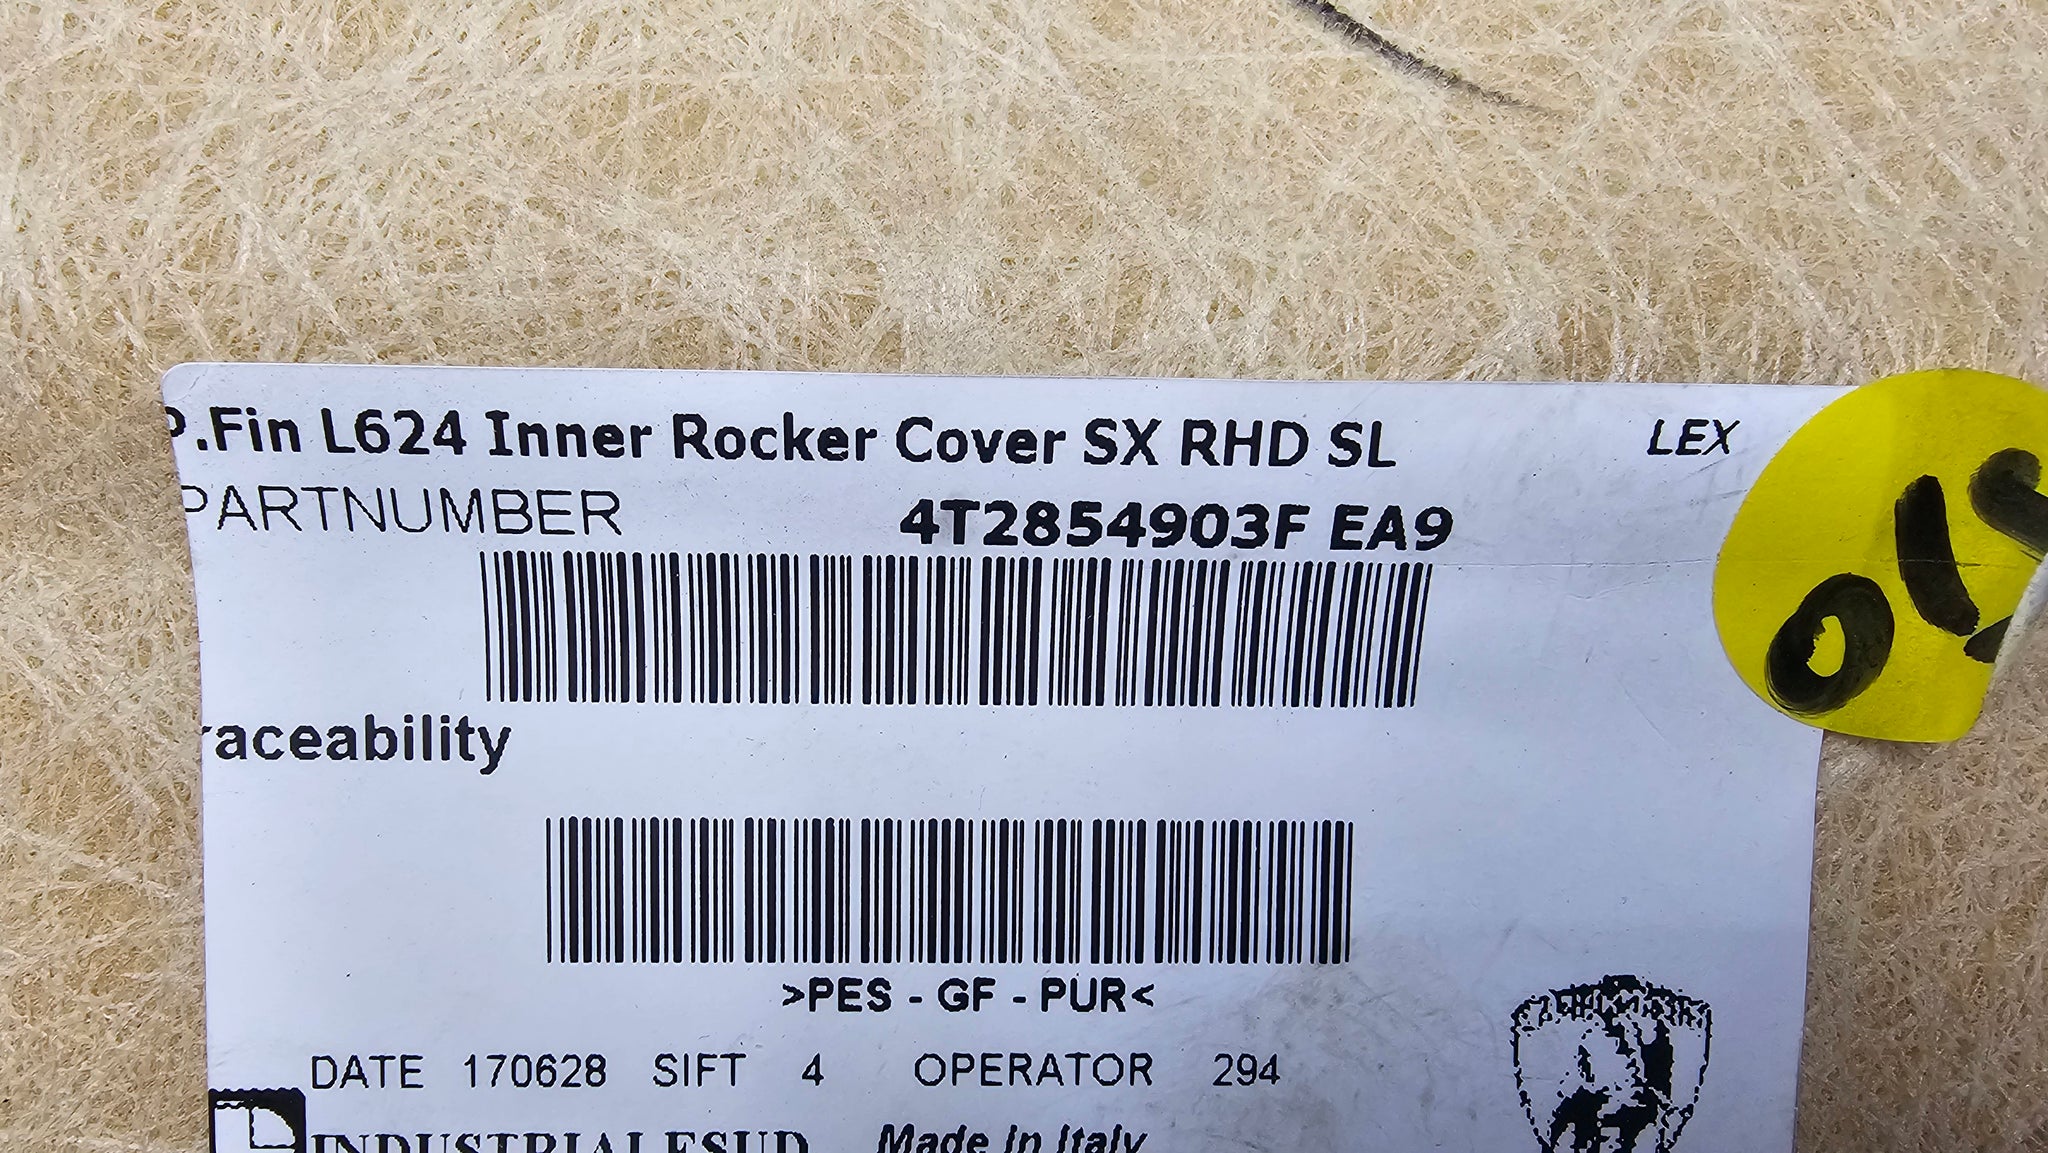 P.Fin L624 Inner Rocker Cover SX RHD SL
LEX
PARTNUMBER 4T2854903F EA9
raceability
>PES - GF - PUR<
DATE 170628 SIFT 4 OPERATOR 294
INDUSTRIALESUD Made in Italy